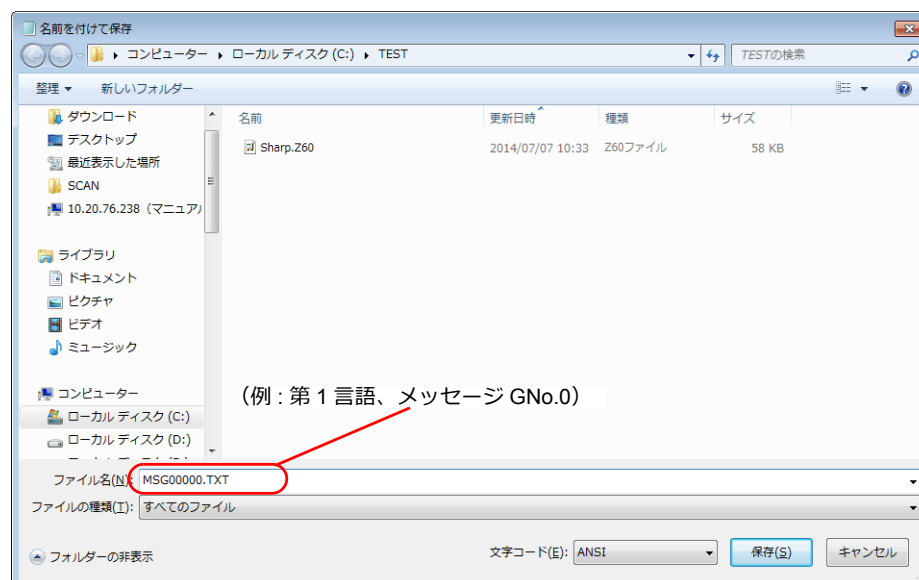 名前を付けて保存
コンピューター ▸ ローカル ディスク (C:) ▸ TEST
TESTの検索
整理 ▼ 新しいフォルダー
ダウンロード
デスクトップ
最近表示した場所
SCAN
10.20.76.238（マニュアル
ライブラリ
ドキュメント
ピクチャ
ビデオ
ミュージック
コンピューター
ローカル ディスク (C:)
ローカル ディスク (D:)
名前 更新日時 種類 サイズ
Sharp.Z60 2014/07/07 10:33 Z60ファイル 58 KB
（例 : 第 1 言語、メッセージ GNo.0）
ファイル名(N): MSG00000.TXT
ファイルの種類(T): すべてのファイル
フォルダーの非表示 文字コード(E): ANSI 保存(S) キャンセル